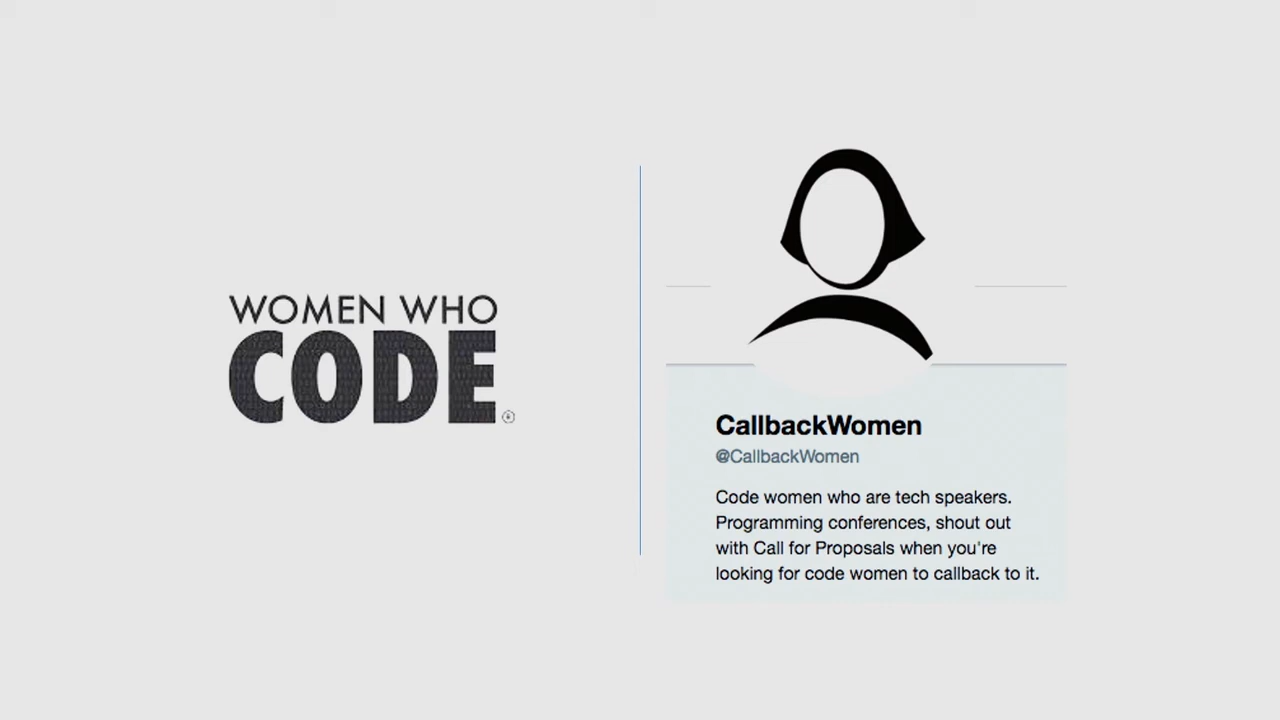 WOMEN WHO
CODE
CallbackWomen
@CallbackWomen
Code women who are tech speakers.
Programming conferences, shout out
with Call for Proposals when you're
looking for code women to callback to it.